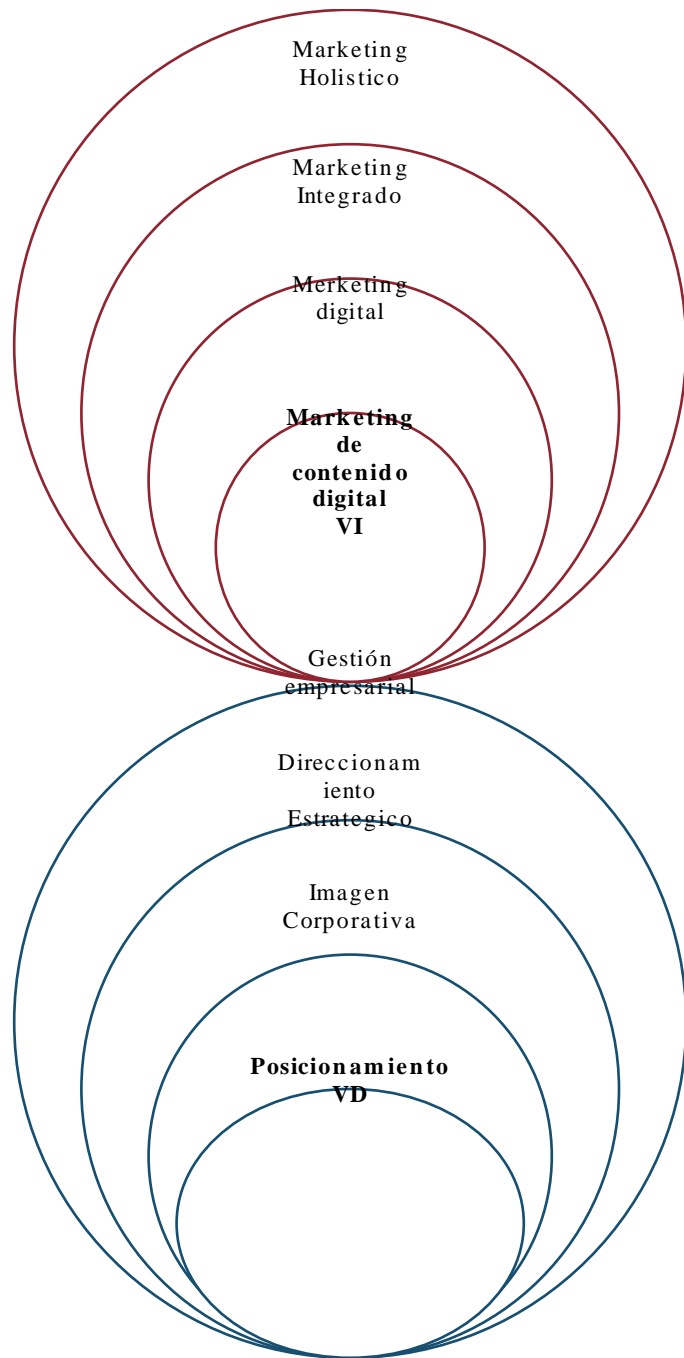 Marketing
Holistico
Marketing
Integrado
Merketing
digital
Marketing
de
contenido
digital
VI
Gestión
empresarial
Direccionam
iento
Estrategico
Imagen
Corporativa
Posicionamiento
VD